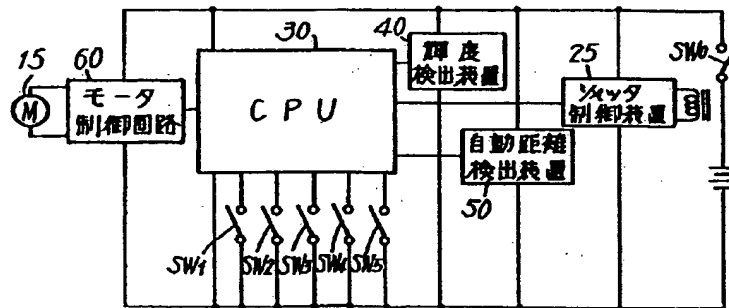 15
60
30
40
25
SW0
M
モータ
制御回路
CPU
輝度
検出装置
シャッタ
制御装置
自動距離
検出装置
50
SW1
SW2
SW3
SW4
SW5